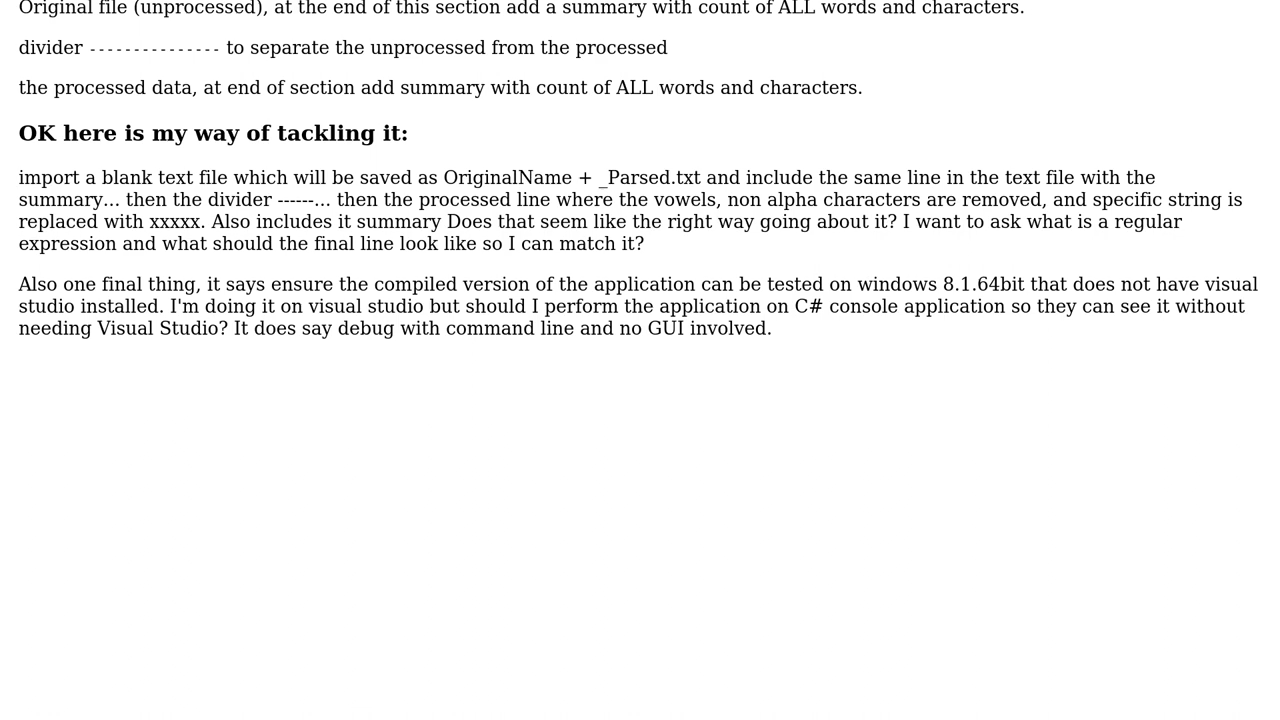 Original file (unprocessed), at the end of this section add a summary with count of ALL words and characters.
divider --------------- to separate the unprocessed from the processed
the processed data, at end of section add summary with count of ALL words and characters.
OK here is my way of tackling it:
import a blank text file which will be saved as OriginalName + _Parsed.txt and include the same line in the text file with the
summary... then the divider ------... then the processed line where the vowels, non alpha characters are removed, and specific string is
replaced with xxxxx. Also includes it summary Does that seem like the right way going about it? I want to ask what is a regular
expression and what should the final line look like so I can match it?
Also one final thing, it says ensure the compiled version of the application can be tested on windows 8.1.64bit that does not have visual
studio installed. I'm doing it on visual studio but should I perform the application on C# console application so they can see it without
needing Visual Studio? It does say debug with command line and no GUI involved.